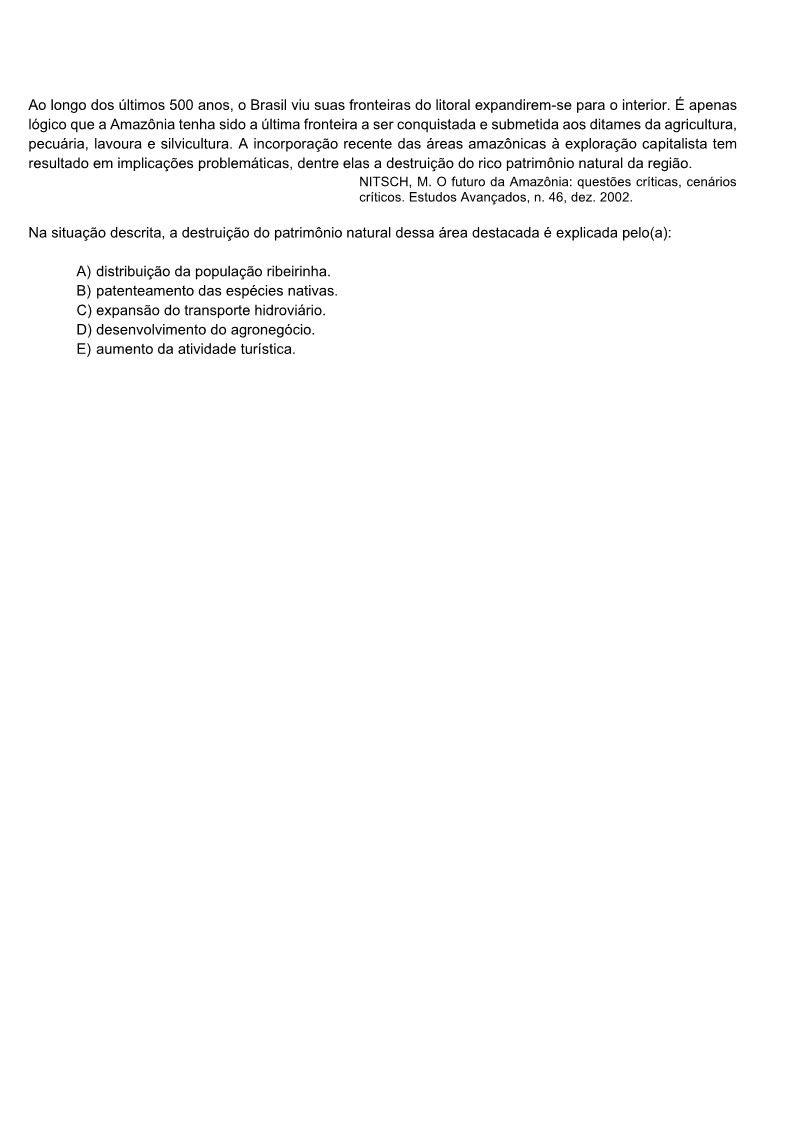 Ao longo dos últimos 500 anos, o Brasil viu suas fronteiras do litoral expandirem-se para o interior. É apenas
lógico que a Amazônia tenha sido a última fronteira a ser conquistada e submetida aos ditames da agricultura,
pecuária, lavoura e silvicultura. A incorporação recente das áreas amazônicas à exploração capitalista tem
resultado em implicações problemáticas, dentre elas a destruição do rico patrimônio natural da região.
NITSCH, M. O futuro da Amazônia: questões críticas, cenários
críticos. Estudos Avançados, n. 46, dez. 2002.
Na situação descrita, a destruição do patrimônio natural dessa área destacada é explicada pelo(a):
A) distribuição da população ribeirinha.
B) patenteamento das espécies nativas.
C) expansão do transporte hidroviário.
D) desenvolvimento do agronegócio.
E) aumento da atividade turística.